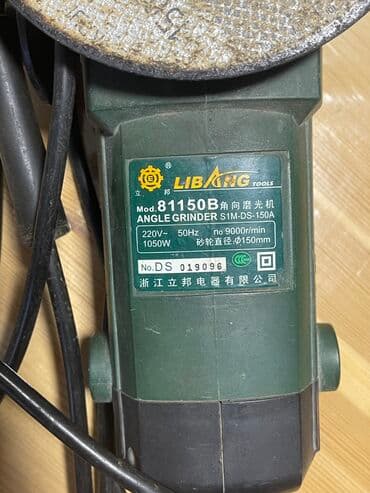 立邦 ® LIBANG TOOLS
Mod. 81150B 角向磨光机
ANGLE GRINDER S1M-DS-150A
220V~ 50Hz no 9000r/min
1050W 砂轮直径:Φ150mm
No.DS 019096
浙江立邦电器有限公司